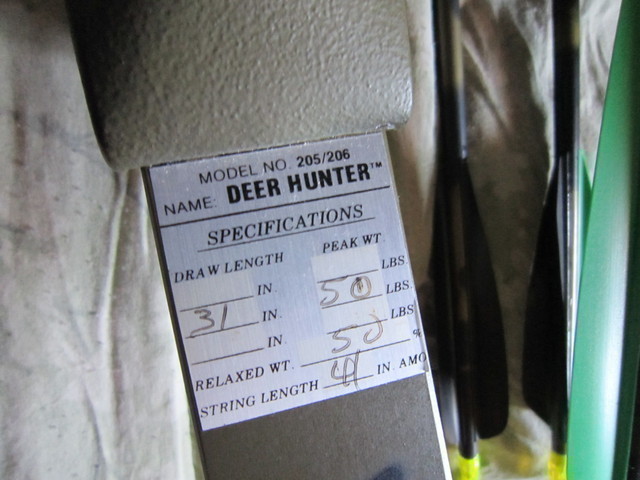 MODEL NO. 205/206
NAME: DEER HUNTER™
SPECIFICATIONS
DRAW LENGTH PEAK WT.
IN. LBS.
31 IN. 50 LBS.
IN. LBS
RELAXED WT. 50 %
STRING LENGTH 41 IN. AMO